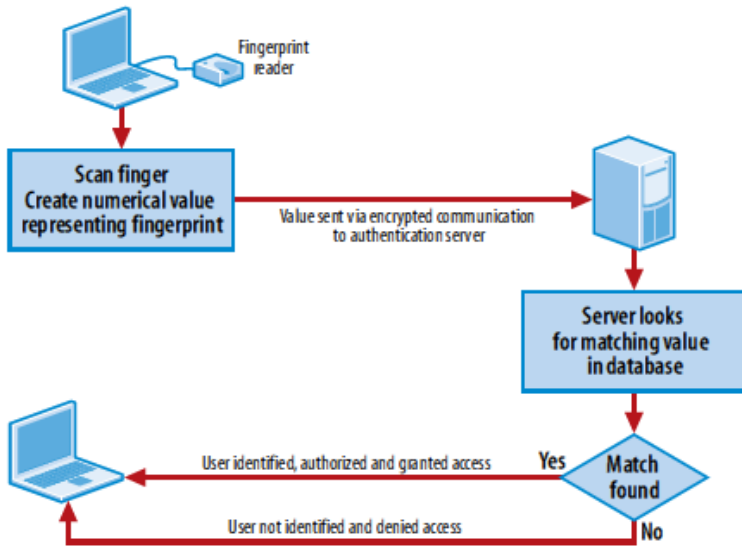 Fingerprint
reader
Scan finger
Create numerical value
representing fingerprint
Value sent via encrypted communication
to authentication server
Server looks
for matching value
in database
User identified, authorized and granted access
Yes
Match
found
User not identified and denied access
No